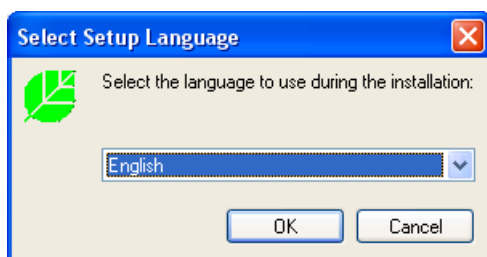 Select Setup Language
Select the language to use during the installation:
English
OK Cancel